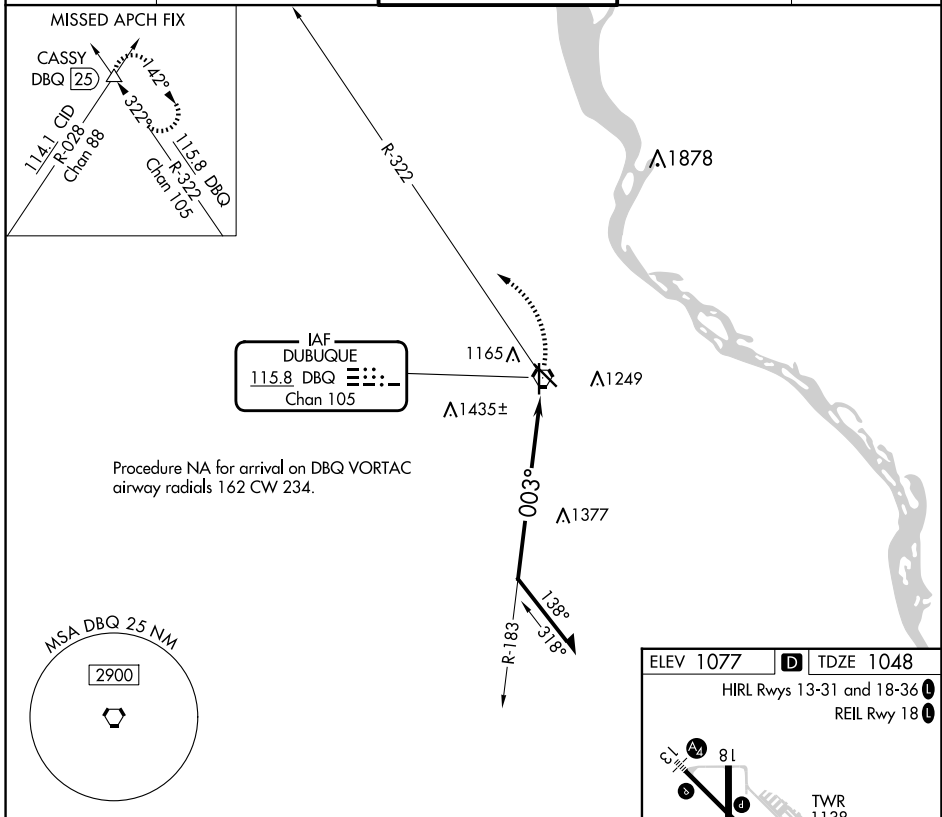 MISSED APCH FIX
CASSY
DBQ 25
142°
322°
114.1 CID
R-028
Chan 88
115.8 DBQ
R-322
Chan 105
R-322
1878
IAF
DUBUQUE
115.8 DBQ
Chan 105
1165
1249
1435±
Procedure NA for arrival on DBQ VORTAC
airway radials 162 CW 234.
003°
1377
138°
318°
R-183
MSA DBQ 25 NM
2900
ELEV 1077 D TDZE 1048
HIRL Rwys 13-31 and 18-36 L
REIL Rwy 18 L
A4
13
18
P
P
TWR